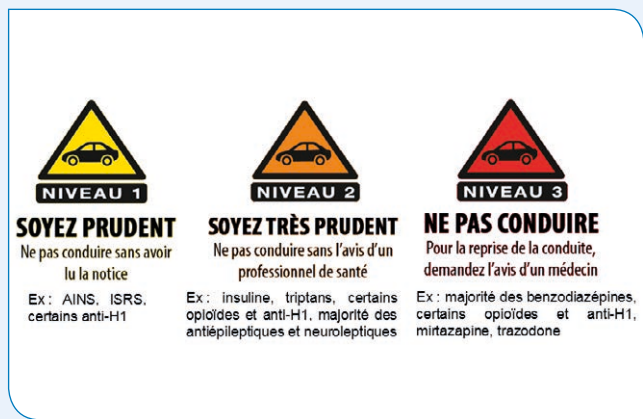 NIVEAU 1
SOYEZ PRUDENT
Ne pas conduire sans avoir
lu la notice
Ex : AINS, ISRS,
certains anti-H1
NIVEAU 2
SOYEZ TRÈS PRUDENT
Ne pas conduire sans l'avis d'un
professionnel de santé
Ex : insuline, triptans, certains
opioïdes et anti-H1, majorité des
antiépileptiques et neuroleptiques
NIVEAU 3
NE PAS CONDUIRE
Pour la reprise de la conduite,
demandez l'avis d'un médecin
Ex : majorité des benzodiazépines,
certains opioïdes et anti-H1,
mirtazapine, trazodone